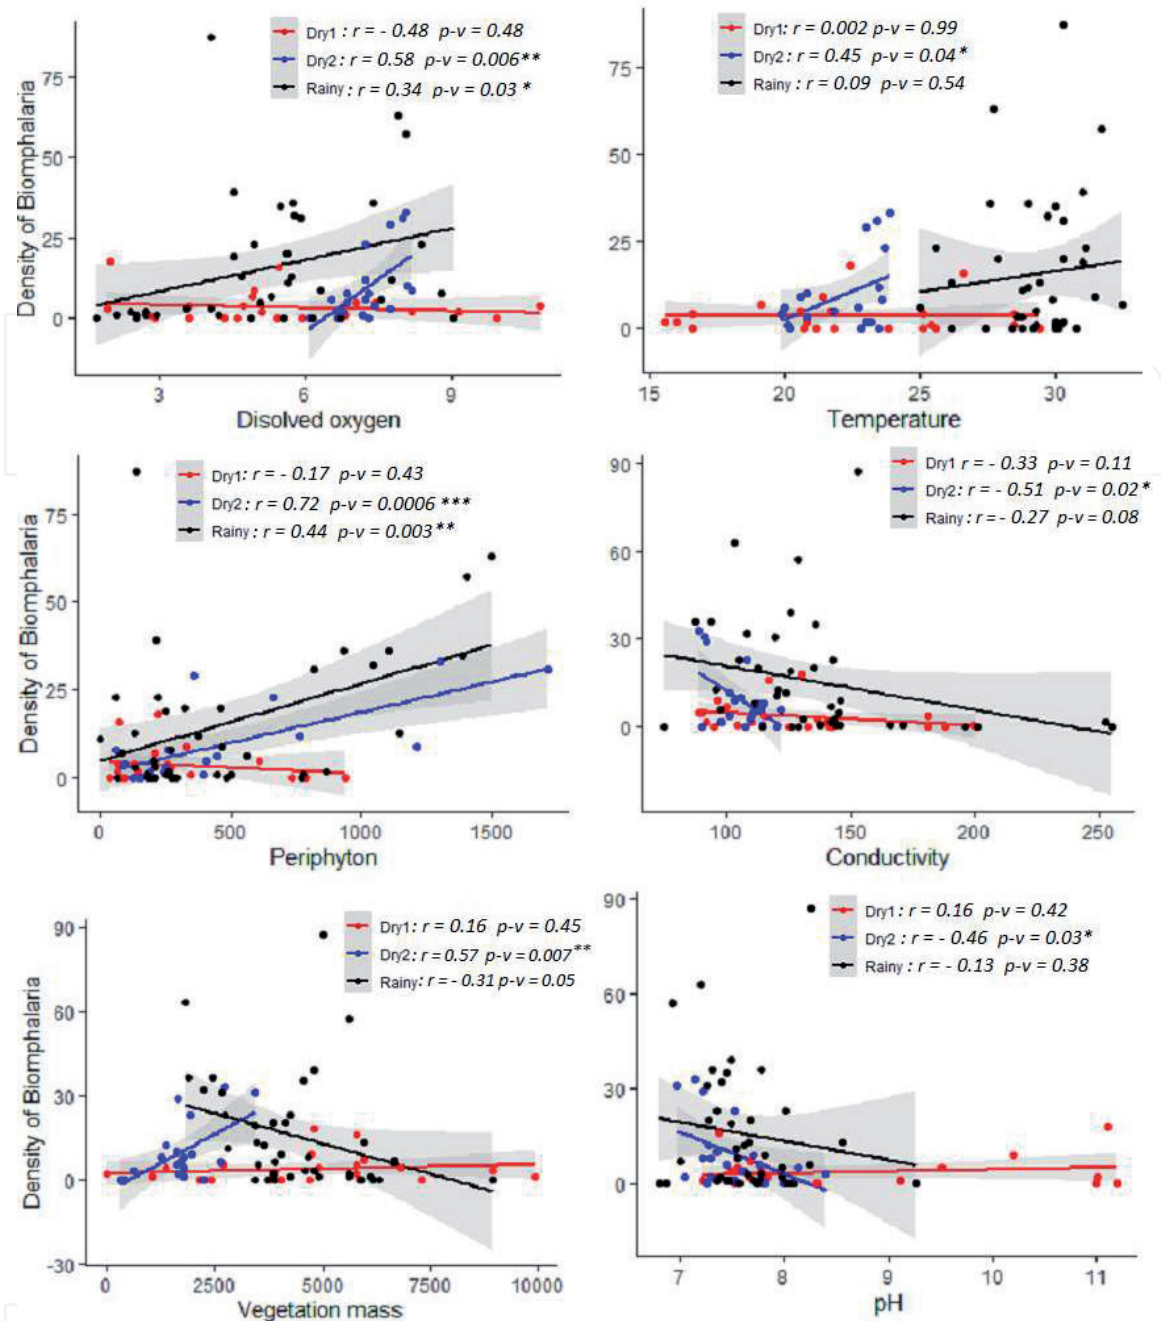 Density of Biomphalaria
75
50
25
0
Dry1 : r = - 0.48 p-v = 0.48
Dry2 : r = 0.58 p-v = 0.006**
Rainy : r = 0.34 p-v = 0.03 *
3 6 9
Disolved oxygen
75
50
25
0
Dry1: r = 0.002 p-v = 0.99
Dry2 : r = 0.45 p-v = 0.04 *
Rainy : r = 0.09 p-v = 0.54
15 20 25 30
Temperature
Density of Biomphalaria
75
50
25
0
Dry1: r = - 0.17 p-v = 0.43
Dry2 : r = 0.72 p-v = 0.0006 ***
Rainy : r = 0.44 p-v = 0.003**
0 500 1000 1500
Periphyton
90
60
30
0
Dry1 r = - 0.33 p-v = 0.11
Dry2 : r = - 0.51 p-v = 0.02*
Rainy : r = - 0.27 p-v = 0.08
100 150 200 250
Conductivity
Density of Biomphalaria
90
60
30
0
-30
Dry1 : r = 0.16 p-v = 0.45
Dry2 : r = 0.57 p-v = 0.007**
Rainy : r = - 0.31 p-v = 0.05
0 2500 5000 7500 10000
Vegetation mass
90
60
30
0
Dry1 : r = 0.16 p-v = 0.42
Dry2 : r = - 0.46 p-v = 0.03*
Rainy : r = - 0.13 p-v = 0.38
7 8 9 10 11
pH